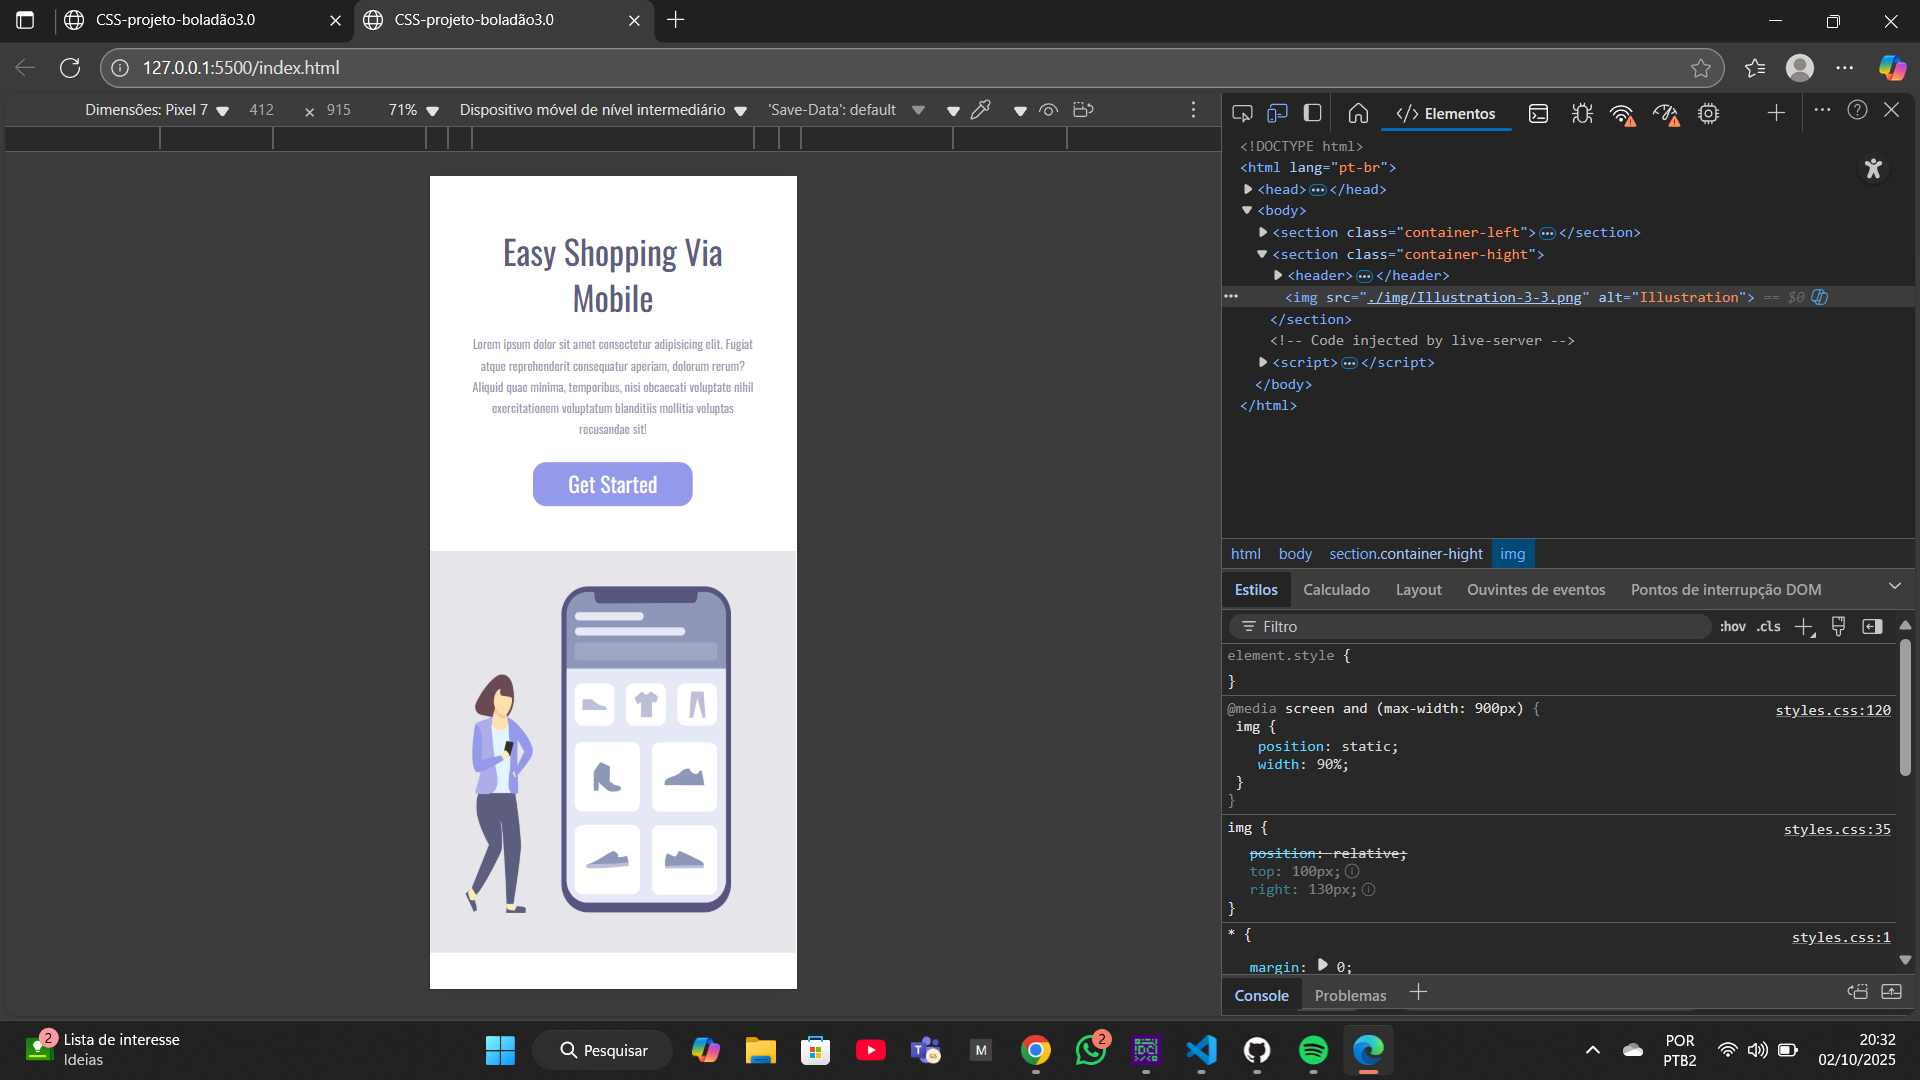 CSS-projeto-boladão3.0
CSS-projeto-boladão3.0
127.0.0.1:5500/index.html
Dimensões: Pixel 7 412 × 915 71% Dispositivo móvel de nível intermediário 'Save-Data': default
Easy Shopping Via
Mobile
Lorem ipsum dolor sit amet consectetur adipisicing elit. Fugiat
atque reprehenderit consequatur aperiam, dolorum rerum?
Aliquid quae minima, temporibus, nisi obcaecati voluptate nihil
exercitationem voluptatum blanditiis mollitia voluptas
recusandae sit!
Get Started
</> Elementos
<!DOCTYPE html>
<html lang="pt-br">
<head>…</head>
<body>
<section class="container-left">…</section>
<section class="container-hight">
<header>…</header>
<img src="./img/Illustration-3-3.png" alt="Illustration"> == $0
</section>
<!-- Code injected by live-server -->
<script>…</script>
</body>
</html>
html body section.container-hight img
Estilos Calculado Layout Ouvintes de eventos Pontos de interrupção DOM
Filtro :hov .cls
element.style {
}
@media screen and (max-width: 900px) { styles.css:120
img {
position: static;
width: 90%;
}
}
img { styles.css:35
position: relative;
top: 100px;
right: 130px;
}
* { styles.css:1
margin: 0;
Console Problemas
2
Lista de interesse
Ideias
Pesquisar
M
2
POR
PTB2
20:32
02/10/2025